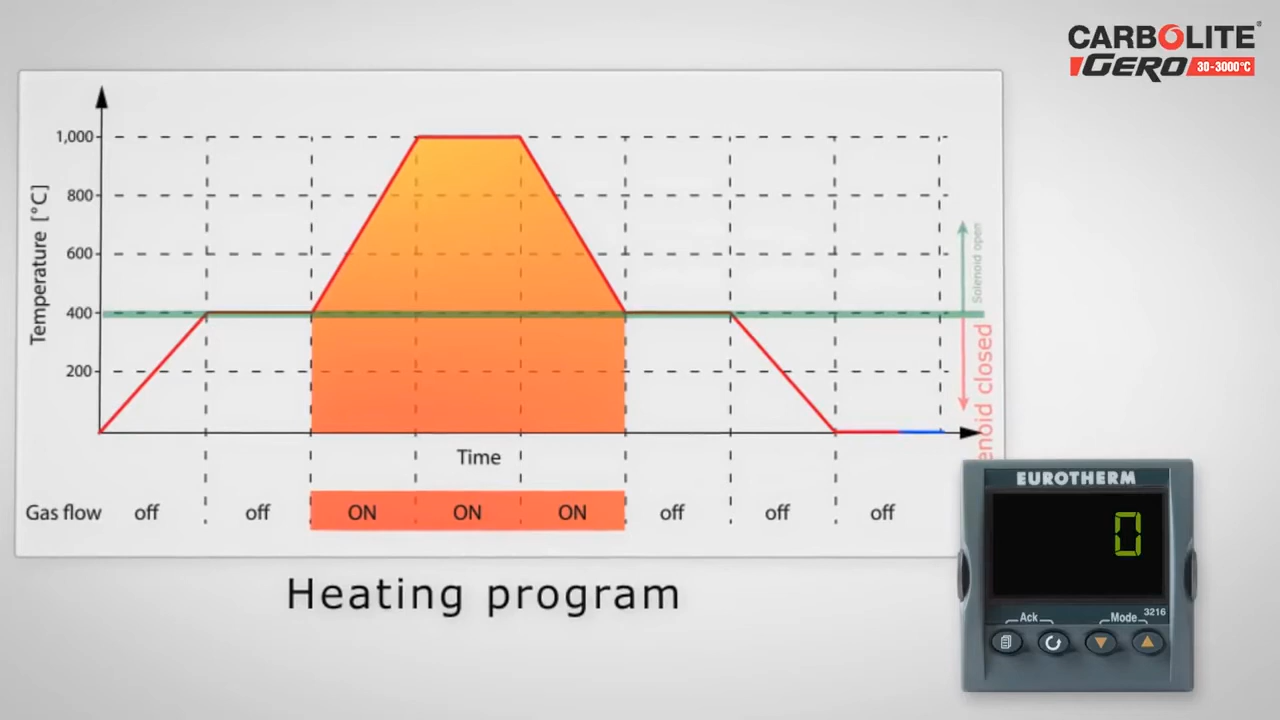 CARBOLITE®
GERO 30-3000°C
Temperature [°C]
1,000
800
600
400
200
Solenoid open
enoid closed
Time
Gas flow off off ON ON ON off off off
Heating program
EUROTHERM
0
Ack Mode 3216